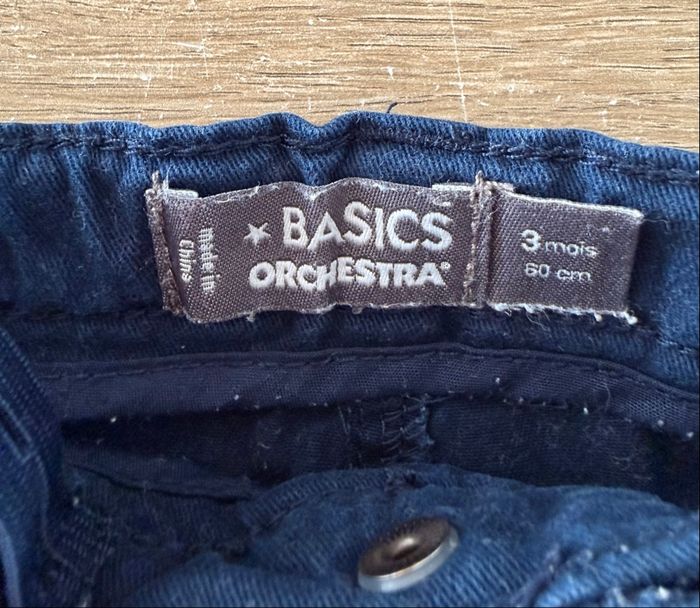 made in
China
BASICS
ORCHESTRA®
3 mois
60 cm